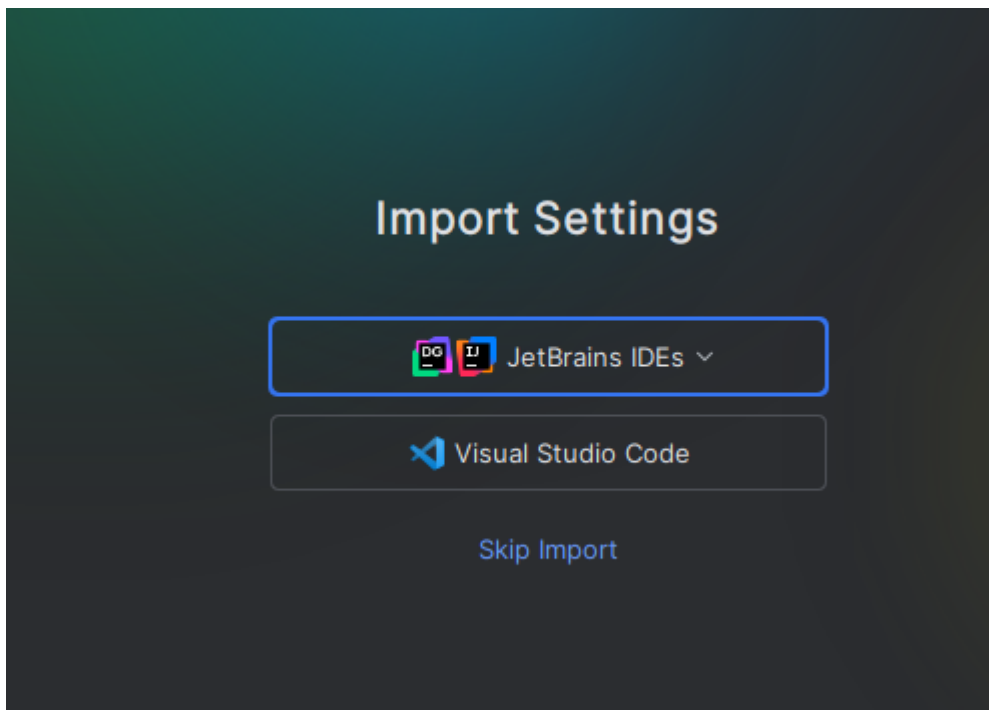 Import Settings
DG IJ JetBrains IDEs
Visual Studio Code
Skip Import